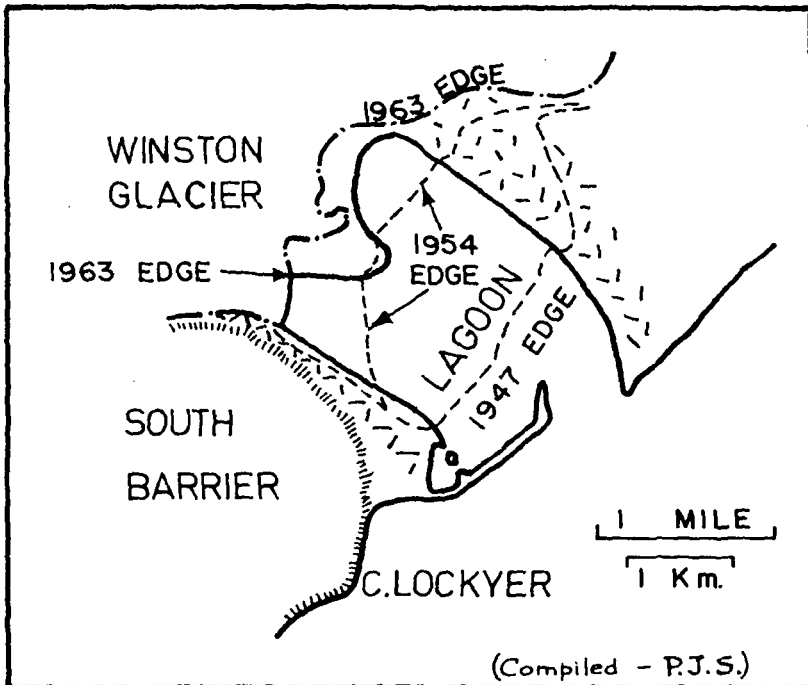 1963 EDGE
WINSTON
GLACIER
1954
EDGE
1963 EDGE
LAGOON
1947 EDGE
SOUTH
BARRIER
1 MILE
1 Km.
C. LOCKYER
(Compiled - P.J.S.)